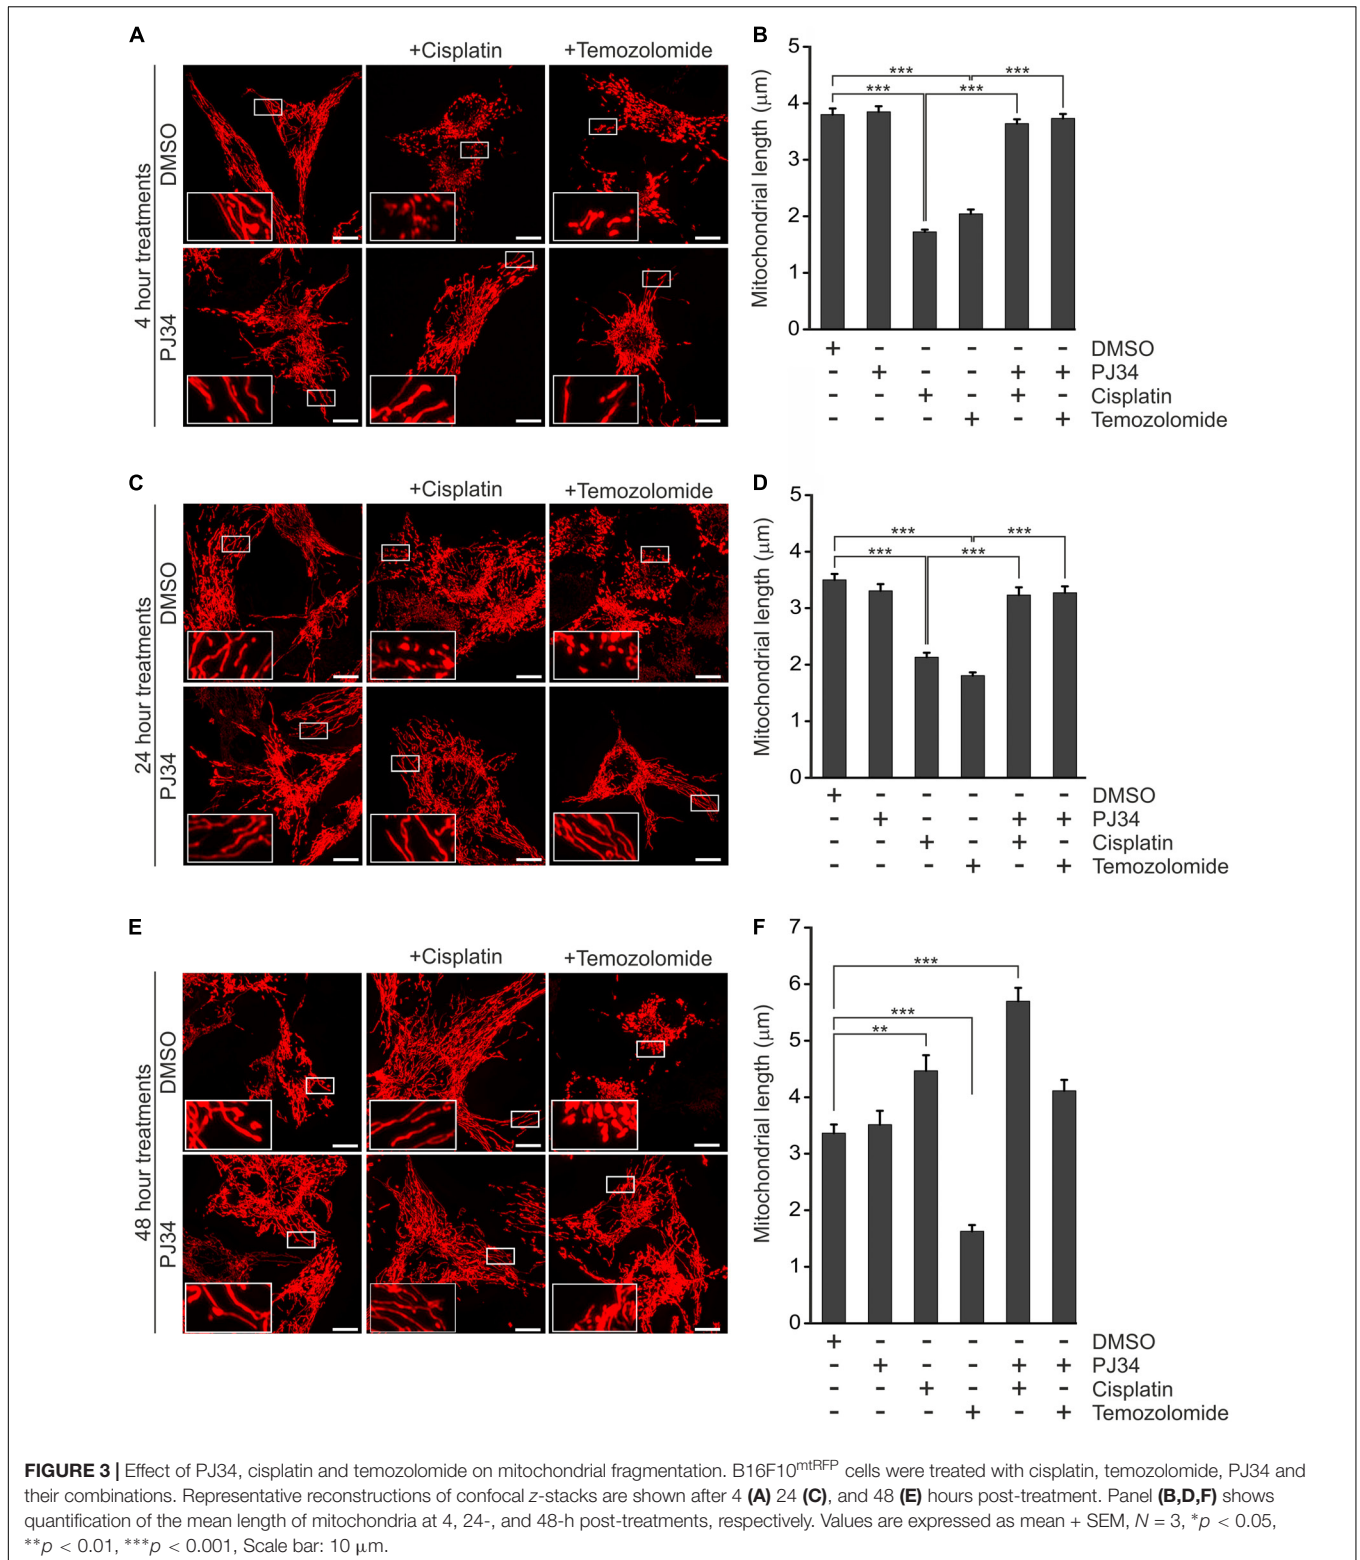 A
+Cisplatin
+Temozolomide
4 hour treatments
DMSO
PJ34
B
Mitochondrial length (μm)
5
4
3
2
1
0
***
***
***
***
+ - - - - - DMSO
- + - - + + PJ34
- - + - + - Cisplatin
- - - + - + Temozolomide
C
+Cisplatin
+Temozolomide
24 hour treatments
DMSO
PJ34
D
Mitochondrial length (μm)
5
4
3
2
1
0
***
***
***
***
+ - - - - - DMSO
- + - - + + PJ34
- - + - + - Cisplatin
- - - + - + Temozolomide
E
+Cisplatin
+Temozolomide
48 hour treatments
DMSO
PJ34
F
Mitochondrial length (μm)
7
6
5
4
3
2
1
0
***
***
**
+ - - - - - DMSO
- + - - + + PJ34
- - + - + - Cisplatin
- - - + - + Temozolomide
FIGURE 3 | Effect of PJ34, cisplatin and temozolomide on mitochondrial fragmentation. B16F10mtRFP cells were treated with cisplatin, temozolomide, PJ34 and
their combinations. Representative reconstructions of confocal z-stacks are shown after 4 (A) 24 (C), and 48 (E) hours post-treatment. Panel (B,D,F) shows
quantification of the mean length of mitochondria at 4, 24-, and 48-h post-treatments, respectively. Values are expressed as mean + SEM, N = 3, *p < 0.05,
**p < 0.01, ***p < 0.001, Scale bar: 10 μm.